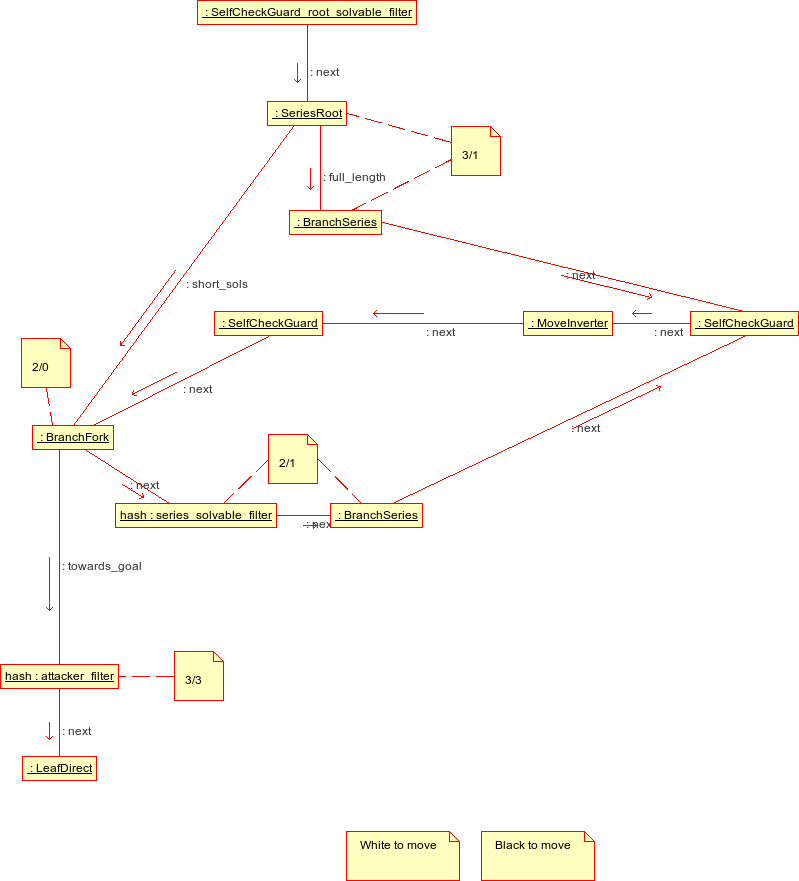 : SelfCheckGuard_root_solvable_filter
: next
: SeriesRoot
3/1
: full_length
: BranchSeries
: next
: short_sols
: SelfCheckGuard
: MoveInverter
: SelfCheckGuard
: next
: next
2/0
: next
: next
: BranchFork
2/1
: next
hash : series_solvable_filter
: BranchSeries
: next
: towards_goal
hash : attacker_filter
3/3
: next
: LeafDirect
White to move
Black to move